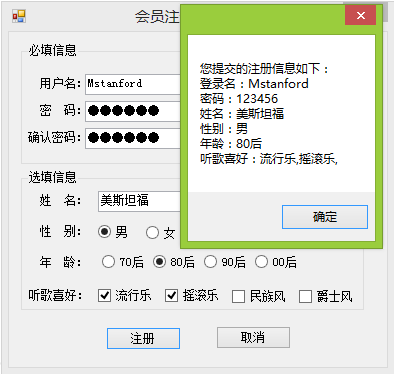 会员注
必填信息
用户名: Mstanford
密 码: ●●●●●●
确认密码: ●●●●●●
选填信息
姓 名: 美斯坦福
性 别: 男 女
年 龄: 70后 80后 90后 00后
听歌喜好: 流行乐 摇滚乐 民族风 爵士风
注册 取消
您提交的注册信息如下：
登录名：Mstanford
密码：123456
姓名：美斯坦福
性别：男
年龄：80后
听歌喜好：流行乐,摇滚乐,
确定